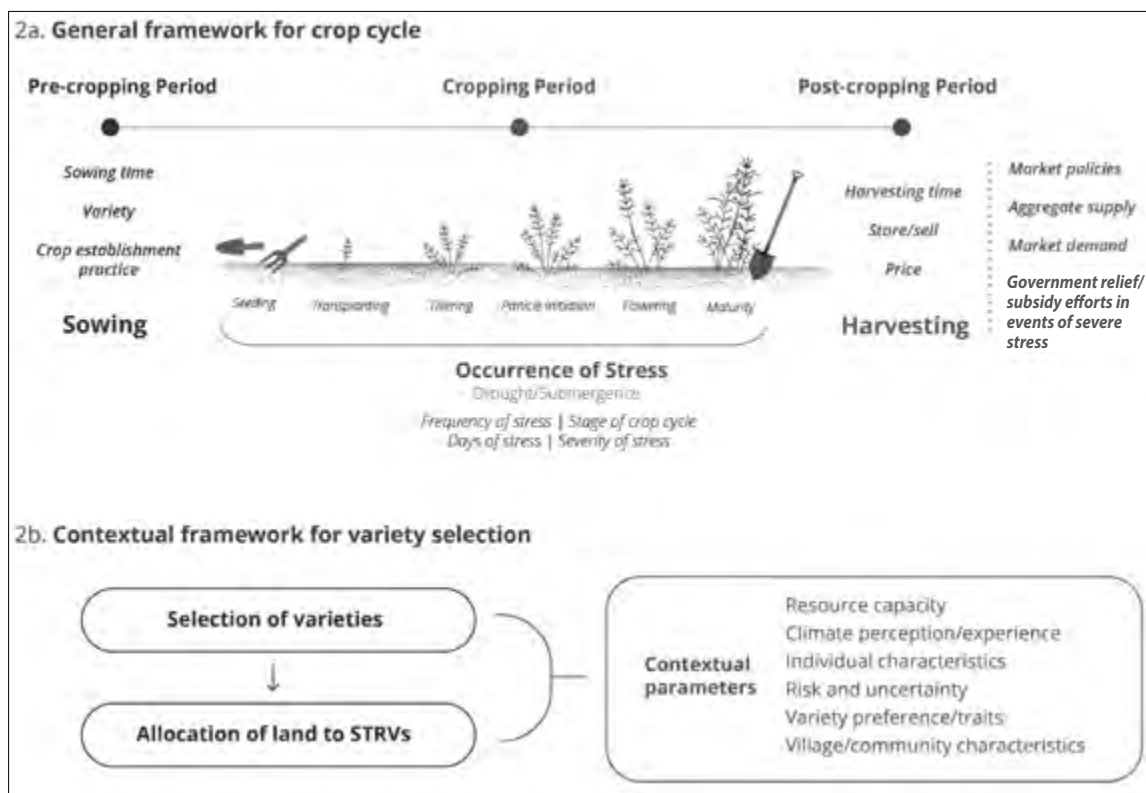 2a. General framework for crop cycle
Pre-cropping Period
Cropping Period
Post-cropping Period
Sowing time
Variety
Crop establishment
practice
Sowing
Seeding
Transplanting
Tillering
Panicle initiation
Flowering
Maturity
Harvesting time
Store/sell
Price
Harvesting
Market policies
Aggregate supply
Market demand
Government relief/
subsidy efforts in
events of severe
stress
Occurrence of Stress
Drought/Submergence
Frequency of stress | Stage of crop cycle
Days of stress | Severity of stress
2b. Contextual framework for variety selection
Selection of varieties
↓
Allocation of land to STRVs
Contextual
parameters
Resource capacity
Climate perception/experience
Individual characteristics
Risk and uncertainty
Variety preference/traits
Village/community characteristics